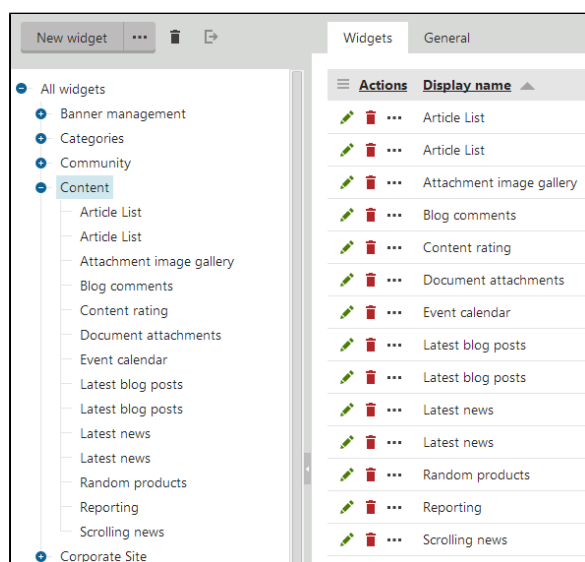 New widget
Widgets
General
All widgets
Banner management
Categories
Community
Content
Article List
Article List
Attachment image gallery
Blog comments
Content rating
Document attachments
Event calendar
Latest blog posts
Latest blog posts
Latest news
Latest news
Random products
Reporting
Scrolling news
Corporate Site
Actions Display name
Article List
Article List
Attachment image gallery
Blog comments
Content rating
Document attachments
Event calendar
Latest blog posts
Latest blog posts
Latest news
Latest news
Random products
Reporting
Scrolling news